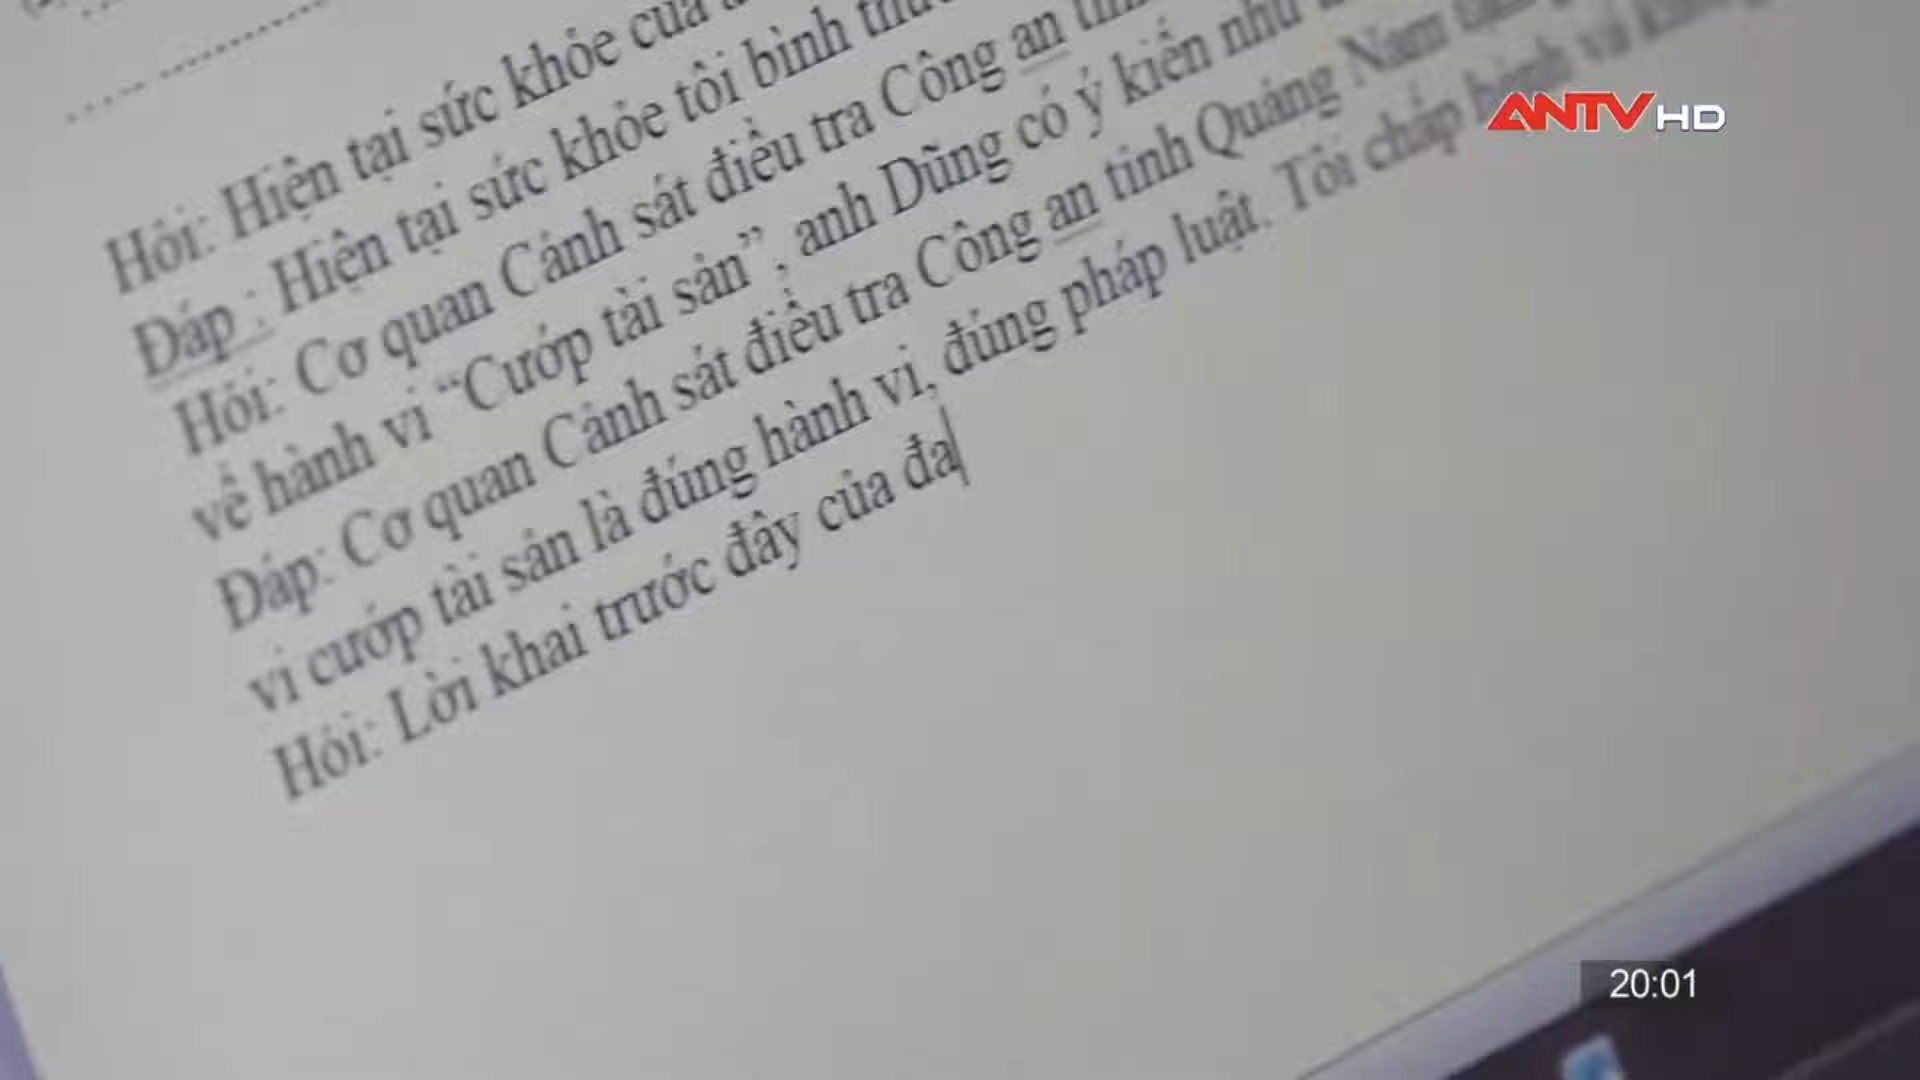 Hỏi: Hiện tại sức khỏe của
Đáp : Hiện tại sức khỏe tôi bình
Hỏi: Cơ quan Cảnh sát điều tra Công an
về hành vi “Cướp tài sản”, anh Dũng có ý kiến như
Đáp: Cơ quan Cảnh sát điều tra Công an tỉnh Quảng Nam
vi cướp tài sản là đúng hành vi, đúng pháp luật. Tôi chấp hành và
Hỏi: Lời khai trước đây của đa
ANTV HD
20:01